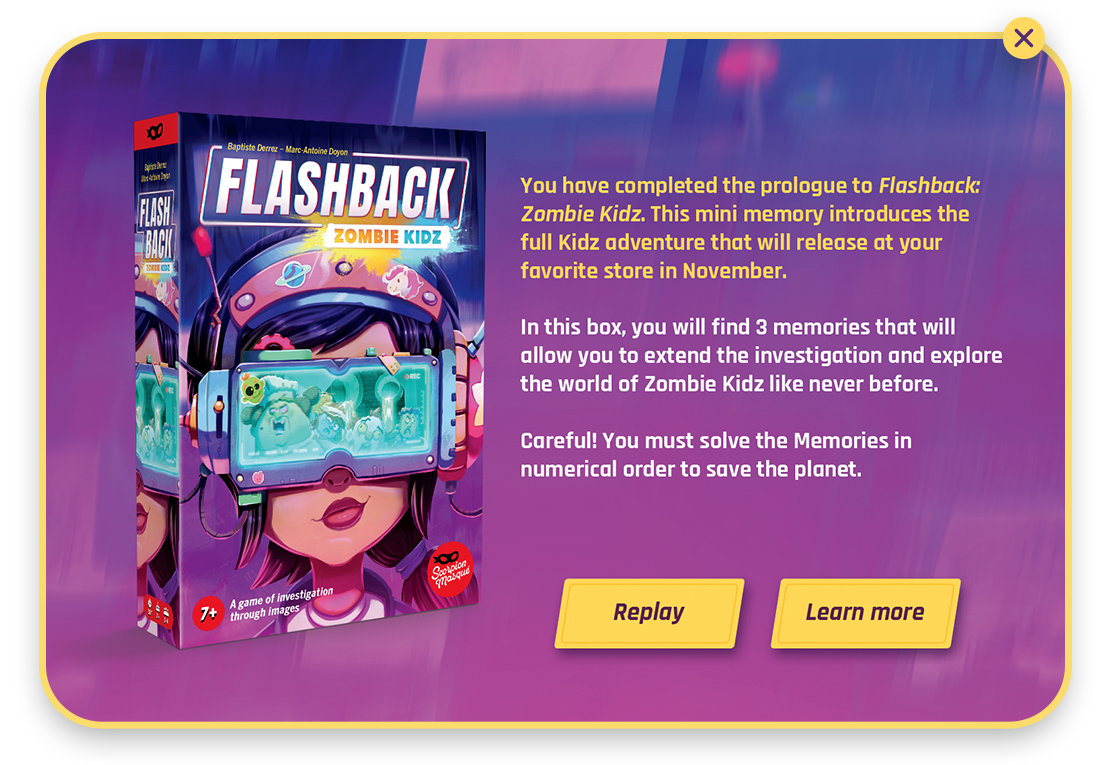 Baptiste Derrez – Marc-Antoine Doyon
FLASHBACK
ZOMBIE KIDZ
Baptiste Derrez
Marc-Antoine Doyon
FLASH
BACK
ZOMBIE KIDZ
REC
7+
A game of investigation
through images
Scorpion
Masqué
You have completed the prologue to Flashback:
Zombie Kidz. This mini memory introduces the
full Kidz adventure that will release at your
favorite store in November.
In this box, you will find 3 memories that will
allow you to extend the investigation and explore
the world of Zombie Kidz like never before.
Careful! You must solve the Memories in
numerical order to save the planet.
Replay
Learn more